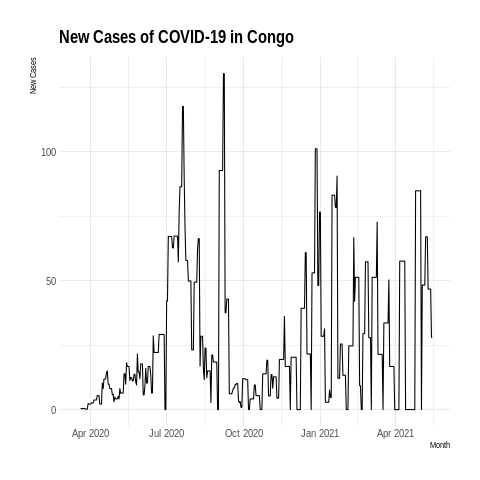 New Cases of COVID-19 in Congo
New Cases
100
50
0
Apr 2020 Jul 2020 Oct 2020 Jan 2021 Apr 2021
Month